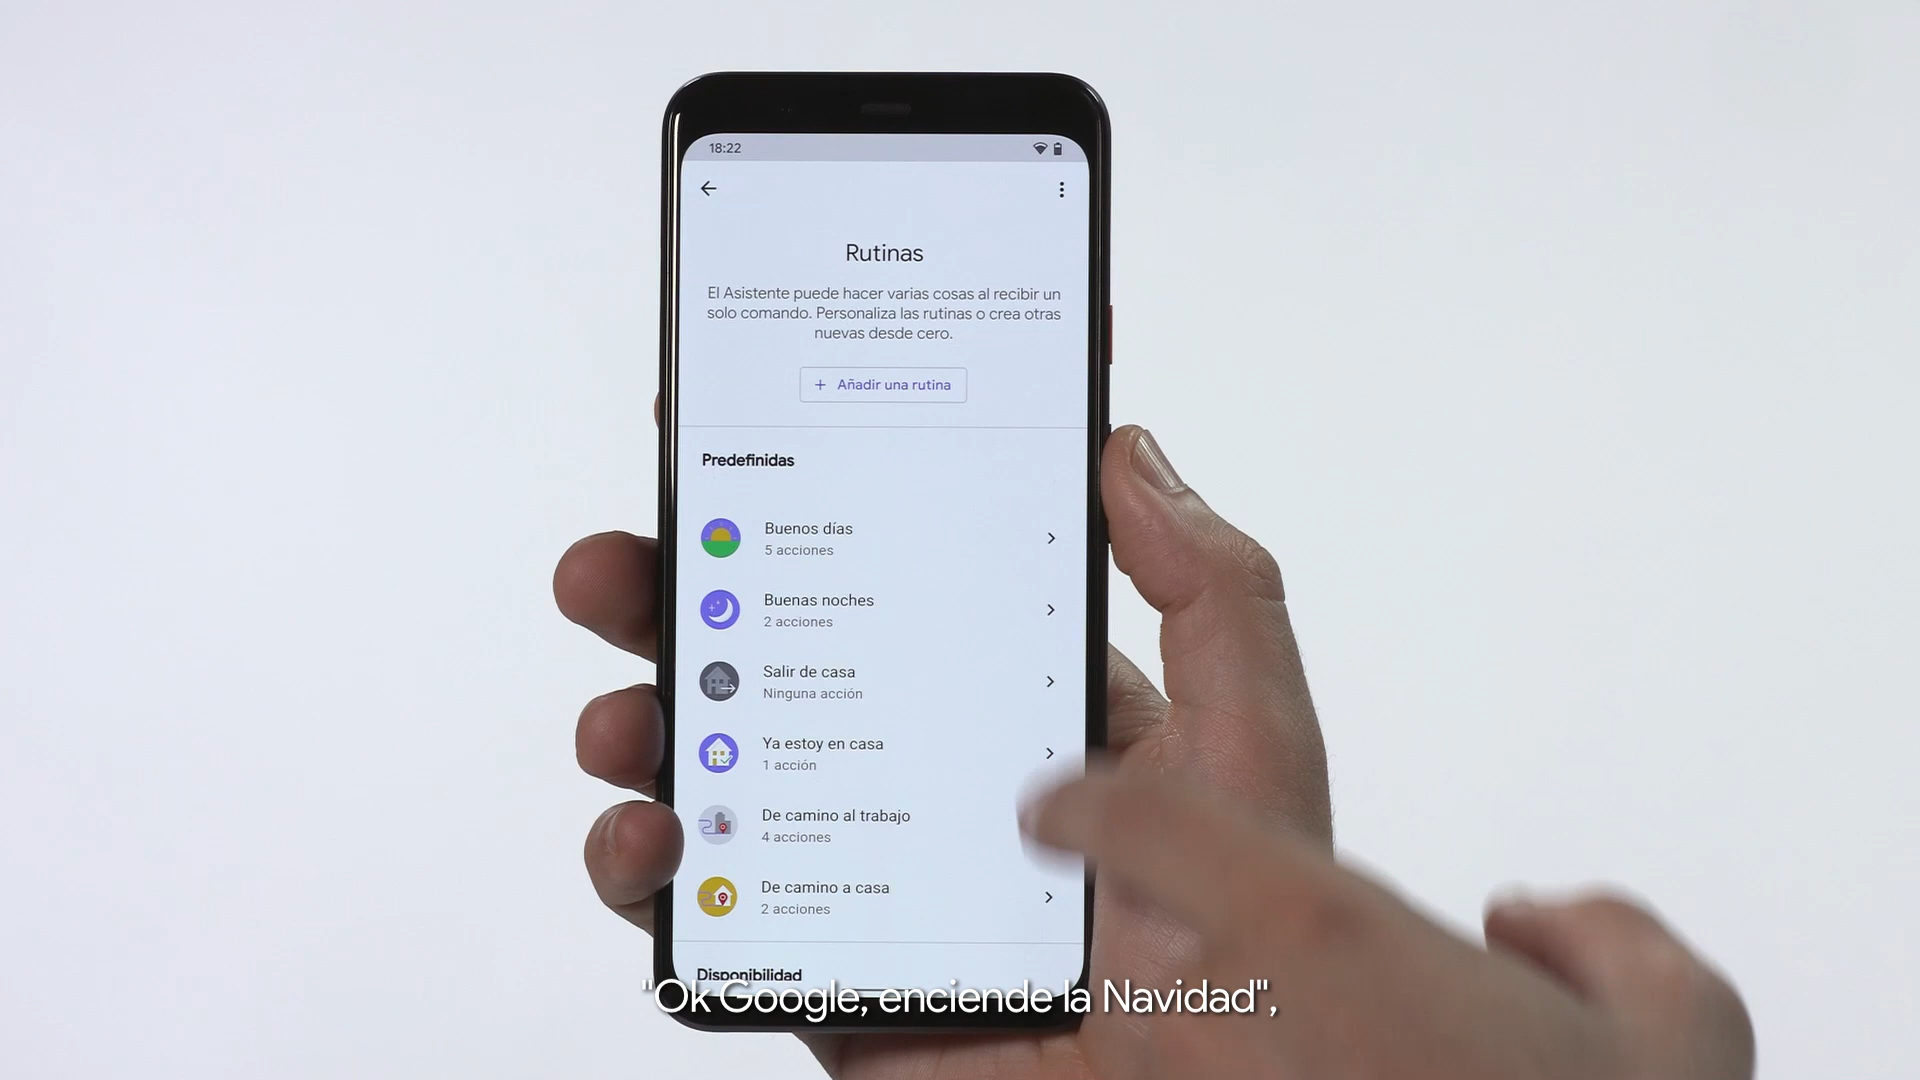 18:22
Rutinas
El Asistente puede hacer varias cosas al recibir un
solo comando. Personaliza las rutinas o crea otras
nuevas desde cero.
+ Añadir una rutina
Predefinidas
Buenos días
5 acciones
Buenas noches
2 acciones
Salir de casa
Ninguna acción
Ya estoy en casa
1 acción
De camino al trabajo
4 acciones
De camino a casa
2 acciones
Disponibilidad
"Ok Google, enciende la Navidad",